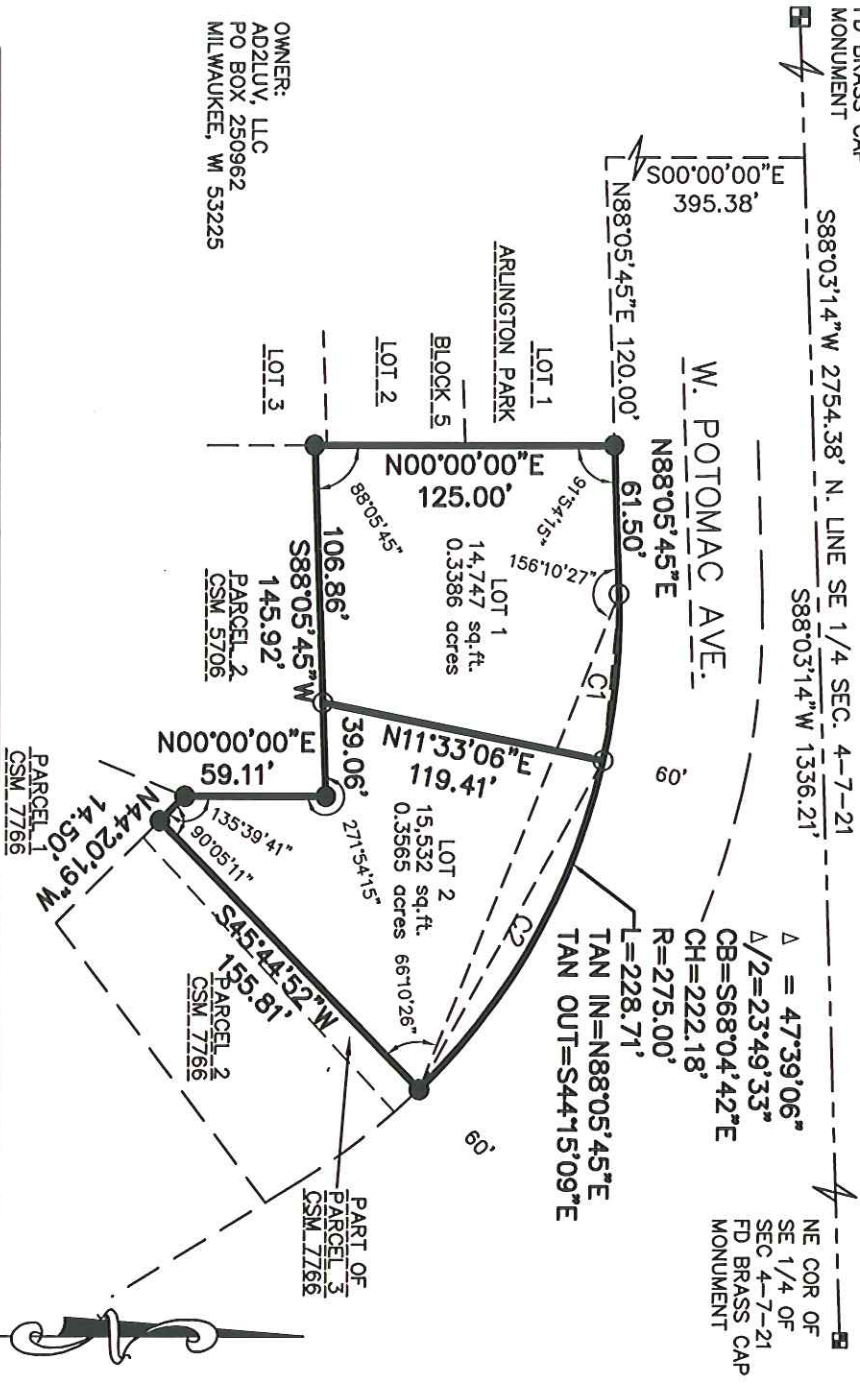 FD BRASS CAP
MONUMENT
S88°03'14"W 2754.38' N. LINE SE 1/4 SEC. 4-7-21
S88°03'14"W 1336.21'
NE COR OF
SE 1/4 OF
SEC 4-7-21
FD BRASS CAP
MONUMENT
S00°00'00"E
395.38'
N88°05'45"E 120.00'
W. POTOMAC AVE.
60'
60'
Δ = 47°39'06"
Δ/2=23°49'33"
CB=S68°04'42"E
CH=222.18'
R=275.00'
L=228.71'
TAN IN=N88°05'45"E
TAN OUT=S44°15'09"E
N88°05'45"E
61.50'
C1
C2
LOT 1
ARLINGTON PARK
BLOCK 5
LOT 2
LOT 3
N00°00'00"E
125.00'
91°54'15"
156°10'27"
88°05'45"
LOT 1
14,747 sq.ft.
0.3386 acres
N11°33'06"E
119.41'
LOT 2
15,532 sq.ft.
0.3565 acres
66°10'26"
106.86'
39.06'
S88°05'45"W
145.92'
PARCEL 2
CSM 5706
271°54'15"
N00°00'00"E
59.11'
135°39'41"
90°05'11"
N44°20'19"W
14.50'
S45°44'52"W
155.81'
PARCEL 1
CSM 7766
PARCEL 2
CSM 7766
PART OF
PARCEL 3
CSM 7766
OWNER:
AD2LUV, LLC
PO BOX 250962
MILWAUKEE, WI 53225